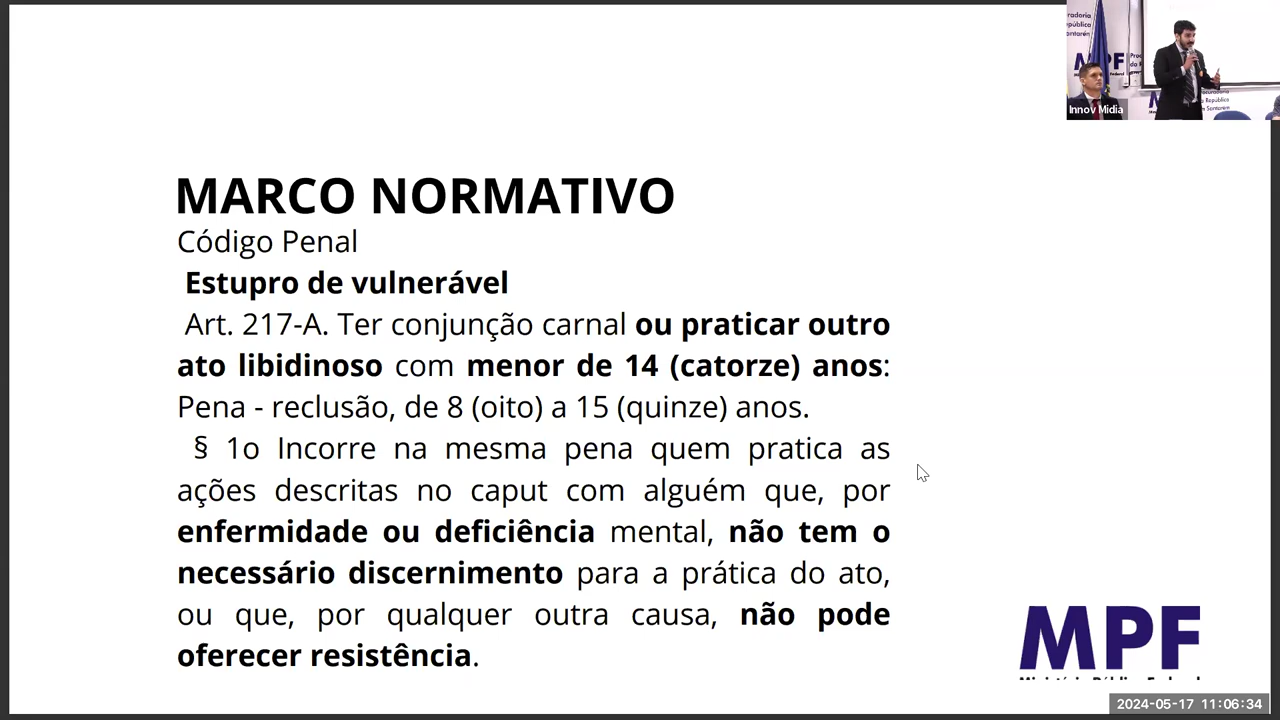 MARCO NORMATIVO
Código Penal
Estupro de vulnerável
Art. 217-A. Ter conjunção carnal ou praticar outro
ato libidinoso com menor de 14 (catorze) anos:
Pena - reclusão, de 8 (oito) a 15 (quinze) anos.
§ 1o Incorre na mesma pena quem pratica as
ações descritas no caput com alguém que, por
enfermidade ou deficiência mental, não tem o
necessário discernimento para a prática do ato,
ou que, por qualquer outra causa, não pode
oferecer resistência.
MPF
Ministério Público Federal
2024-05-17 11:06:34
Innov Midia